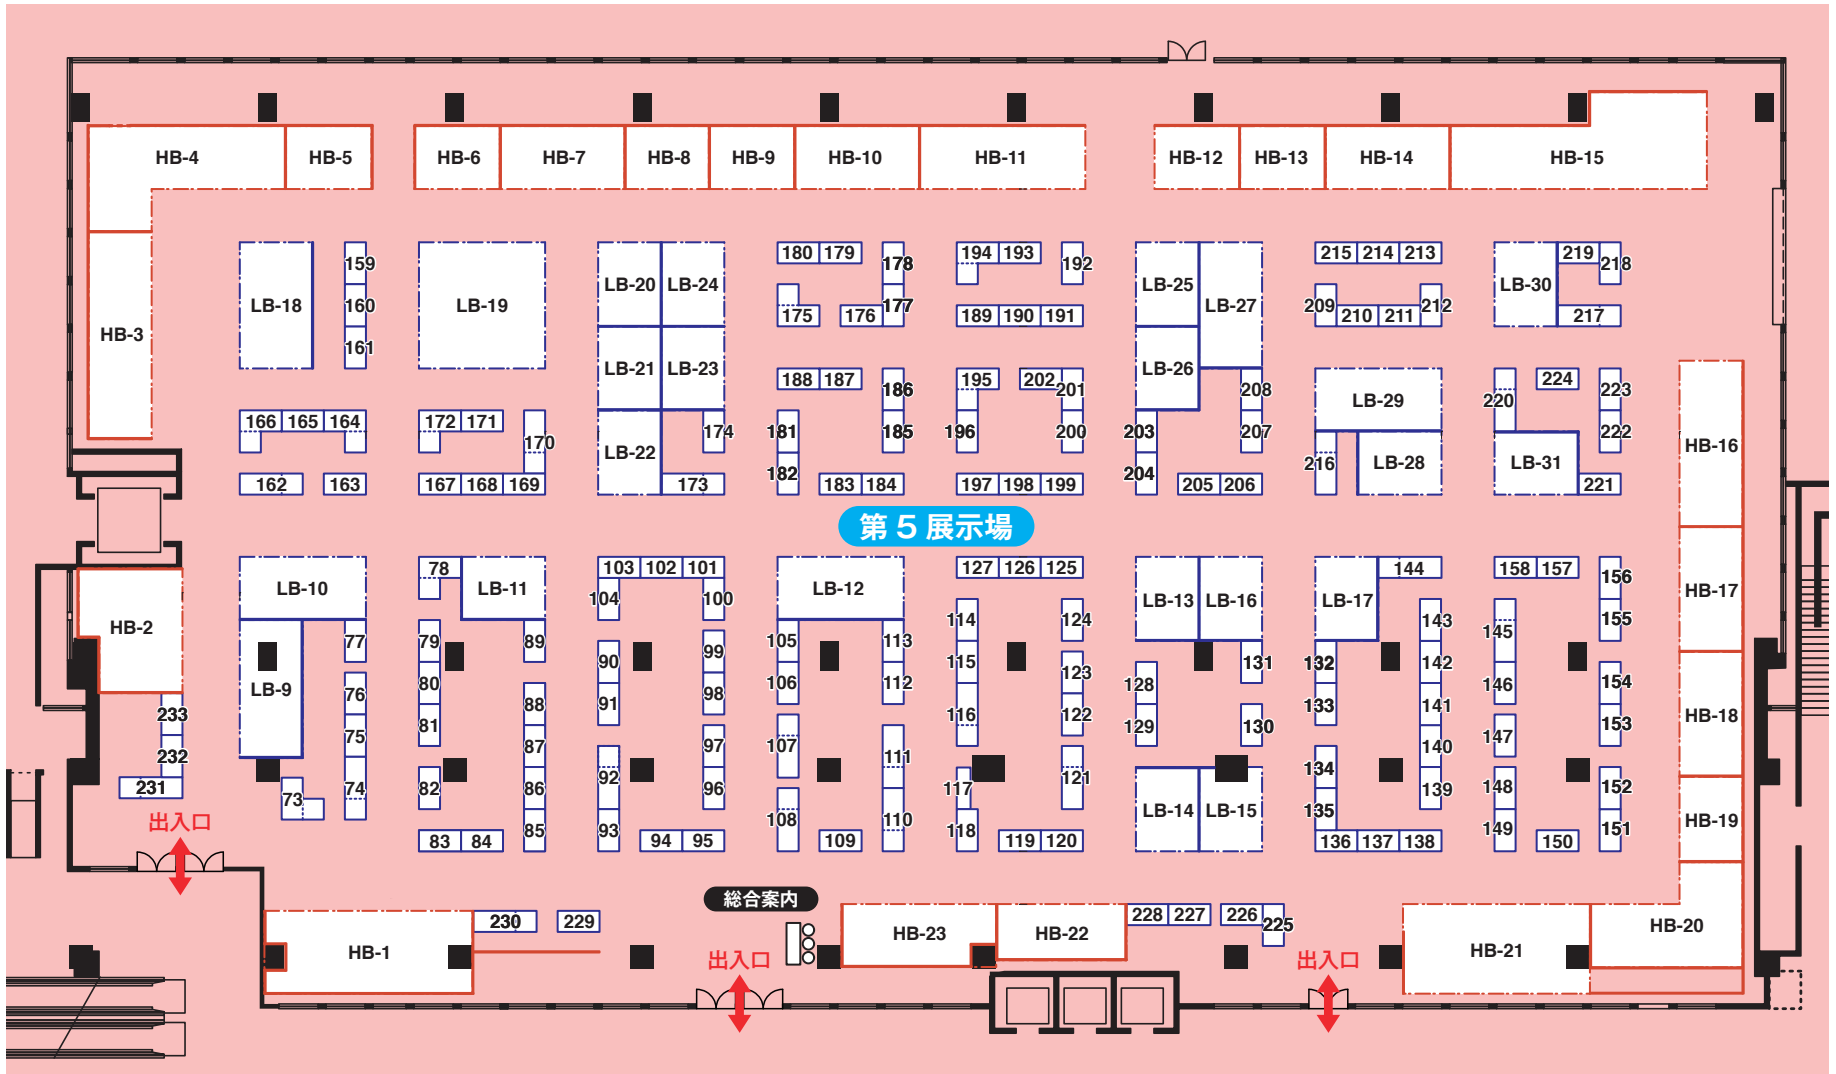 HB-4 HB-5 HB-6 HB-7 HB-8 HB-9 HB-10 HB-11 HB-12 HB-13 HB-14 HB-15
180 179 178 194 193 192 215 214 213 219 218
159 LB-20 LB-24 LB-25 LB-30
LB-18 160 LB-19 177 LB-27 209 212
HB-3 161 175 176 189 190 191 210 211 217
LB-21 LB-23 188 187 186 195 202 201 LB-26 208 LB-29 220 224 223
166 165 164 172 171 170 174 181 185 196 200 203 207 222
LB-22 182 204 216 LB-28 LB-31 HB-16
162 163 167 168 169 173 183 184 197 198 199 205 206 221
第5展示場
78 103 102 101 127 126 125 144 158 157 156
LB-10 LB-11 104 100 LB-12 LB-13 LB-16 LB-17 HB-17
HB-2 77 79 89 105 113 114 124 143 145 155
90 99 115 131 132 142
LB-9 76 80 91 98 106 112 123 128 133 146 154 HB-18
233 75 81 88 116 122 129 130 141 153
232 87 97 107 111 140 147
231 73 74 82 86 92 96 117 121 134 139 148 152
出入口 85 93 108 110 118 LB-14 LB-15 135 149 151 HB-19
83 84 94 95 109 119 120 136 137 138 150
総合案内
230 229 228 227 226 225
HB-1 HB-23 HB-22 HB-21 HB-20
出入口 出入口